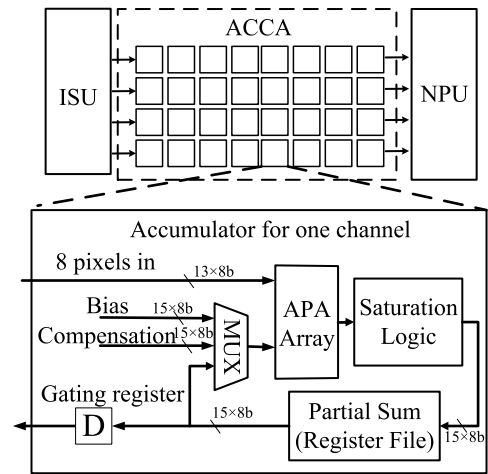 ACCA
ISU
NPU
Accumulator for one channel
8 pixels in
13×8b
Bias
15×8b
Compensation
15×8b
MUX
APA
Array
Saturation
Logic
Gating register
D
15×8b
Partial Sum
(Register File)
15×8b